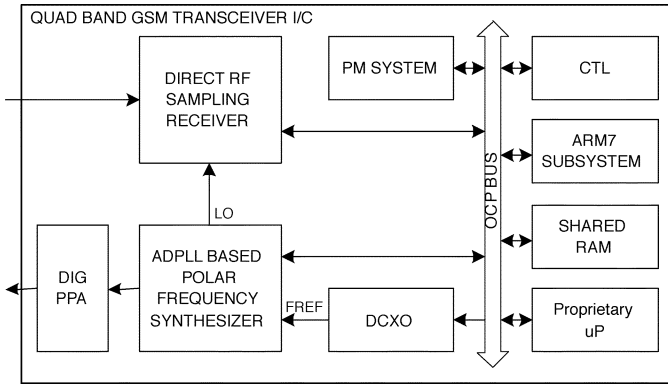 QUAD BAND GSM TRANSCEIVER I/C
DIRECT RF
SAMPLING
RECEIVER
PM SYSTEM
CTL
OCP BUS
ARM7
SUBSYSTEM
LO
SHARED
RAM
DIG
PPA
ADPLL BASED
POLAR
FREQUENCY
SYNTHESIZER
FREF
DCXO
Proprietary
uP